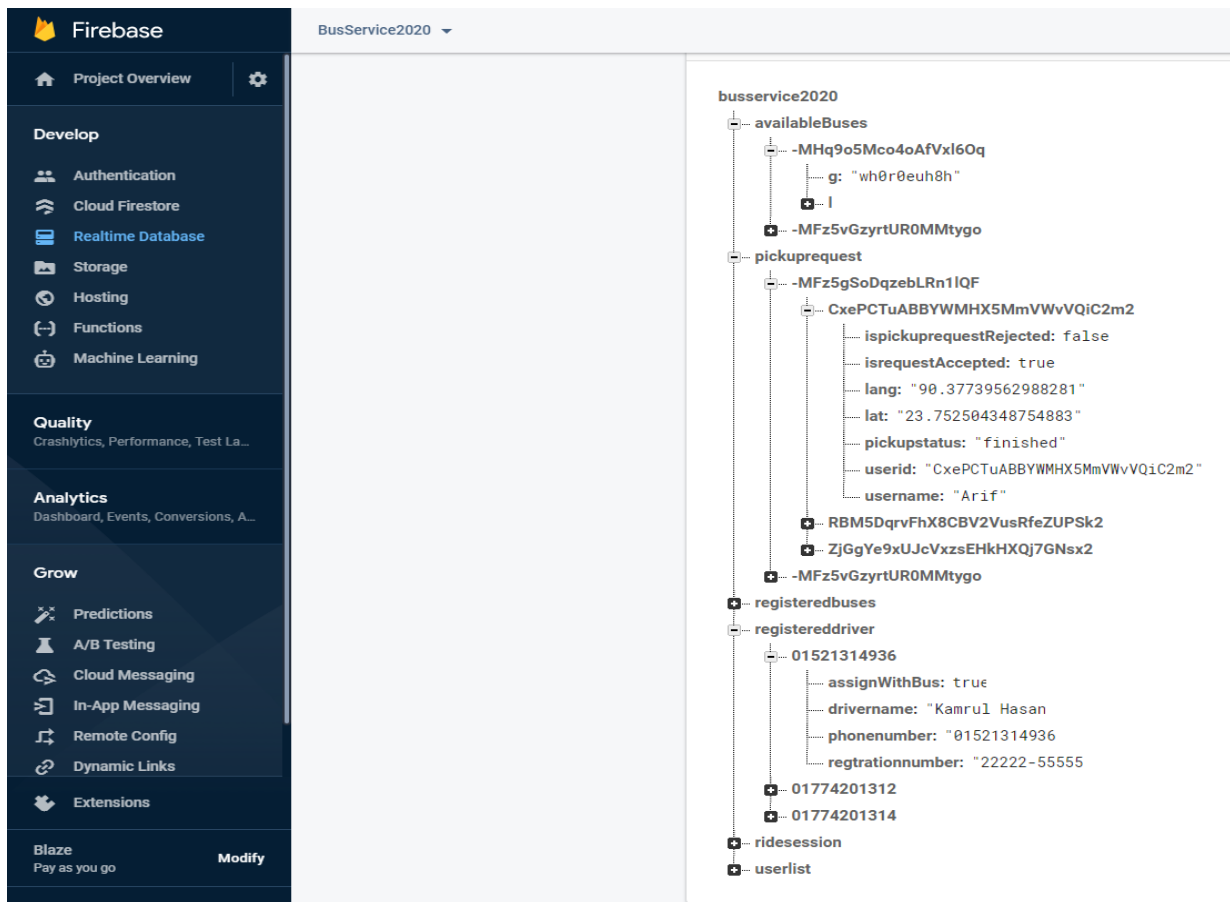 Firebase
BusService2020
Project Overview
Develop
Authentication
Cloud Firestore
Realtime Database
Storage
Hosting
Functions
Machine Learning
Quality
Crashlytics, Performance, Test La...
Analytics
Dashboard, Events, Conversions, A...
Grow
Predictions
A/B Testing
Cloud Messaging
In-App Messaging
Remote Config
Dynamic Links
Extensions
Blaze
Pay as you go
Modify
busservice2020
availableBuses
-MHq9o5Mco4oAfVxl6Oq
g: "wh0r0euh8h"
l
-MFz5vGzyrtUR0MMtygo
pickuprequest
-MFz5gSoDqzebLRn1lQF
CxePCTuABBYWMHX5MmVWvVQiC2m2
ispickuprequestRejected: false
isrequestAccepted: true
lang: "90.37739562988281"
lat: "23.752504348754883"
pickupstatus: "finished"
userid: "CxePCTuABBYWMHX5MmVWvVQiC2m2"
username: "Arif"
RBM5DqrvFhX8CBV2VusRfeZUPSk2
ZjGgYe9xUJcVxzsEHkHXQj7GNsx2
-MFz5vGzyrtUR0MMtygo
registeredbuses
registereddriver
01521314936
assignWithBus: true
drivername: "Kamrul Hasan
phonenumber: "01521314936
regtrationnumber: "22222-55555
01774201312
01774201314
ridesession
userlist